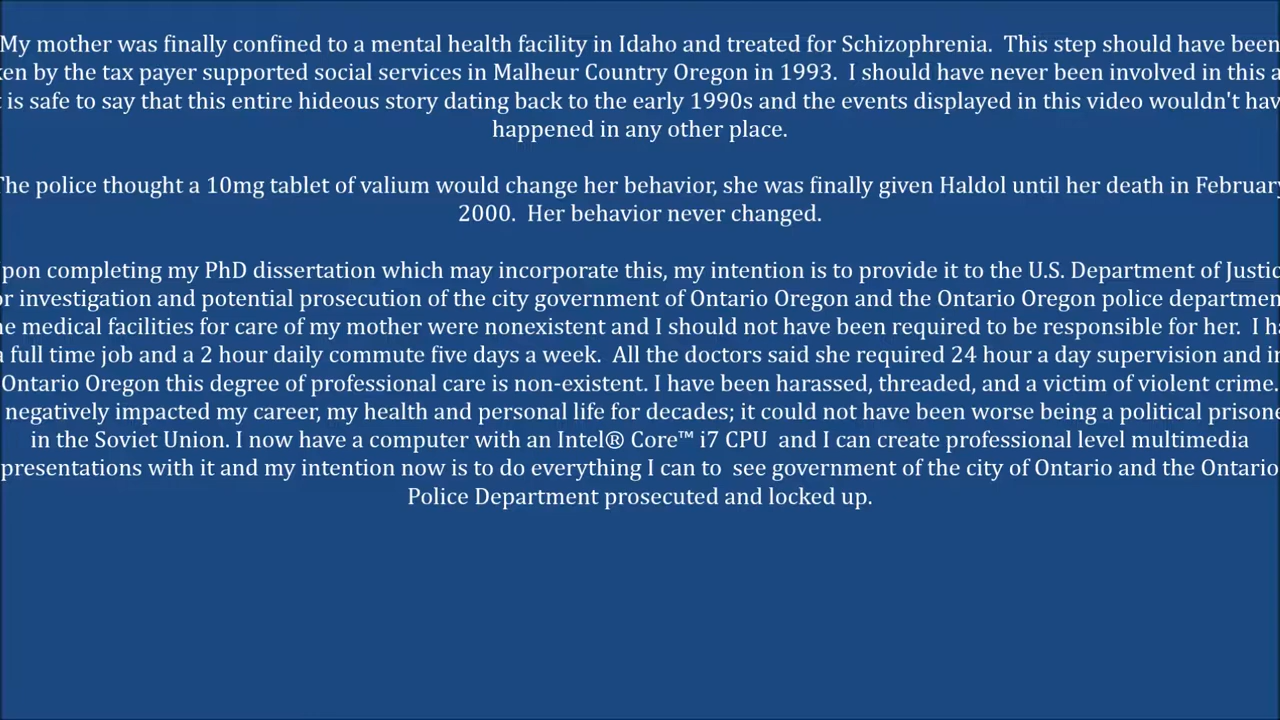 My mother was finally confined to a mental health facility in Idaho and treated for Schizophrenia.  This step should have been
by the tax payer supported social services in Malheur Country Oregon in 1993.  I should have never been involved in this
is safe to say that this entire hideous story dating back to the early 1990s and the events displayed in this video wouldn't
happened in any other place.
The police thought a 10mg tablet of valium would change her behavior, she was finally given Haldol until her death in February
2000.  Her behavior never changed.
completing my PhD dissertation which may incorporate this, my intention is to provide it to the U.S. Department of
investigation and potential prosecution of the city government of Ontario Oregon and the Ontario Oregon police
medical facilities for care of my mother were nonexistent and I should not have been required to be responsible for her.  I
a full time job and a 2 hour daily commute five days a week.  All the doctors said she required 24 hour a day supervision and in
Ontario Oregon this degree of professional care is non-existent. I have been harassed, threaded, and a victim of violent crime.
negatively impacted my career, my health and personal life for decades; it could not have been worse being a political
in the Soviet Union. I now have a computer with an Intel® Core™ i7 CPU  and I can create professional level multimedia
presentations with it and my intention now is to do everything I can to  see government of the city of Ontario and the Ontario
Police Department prosecuted and locked up.